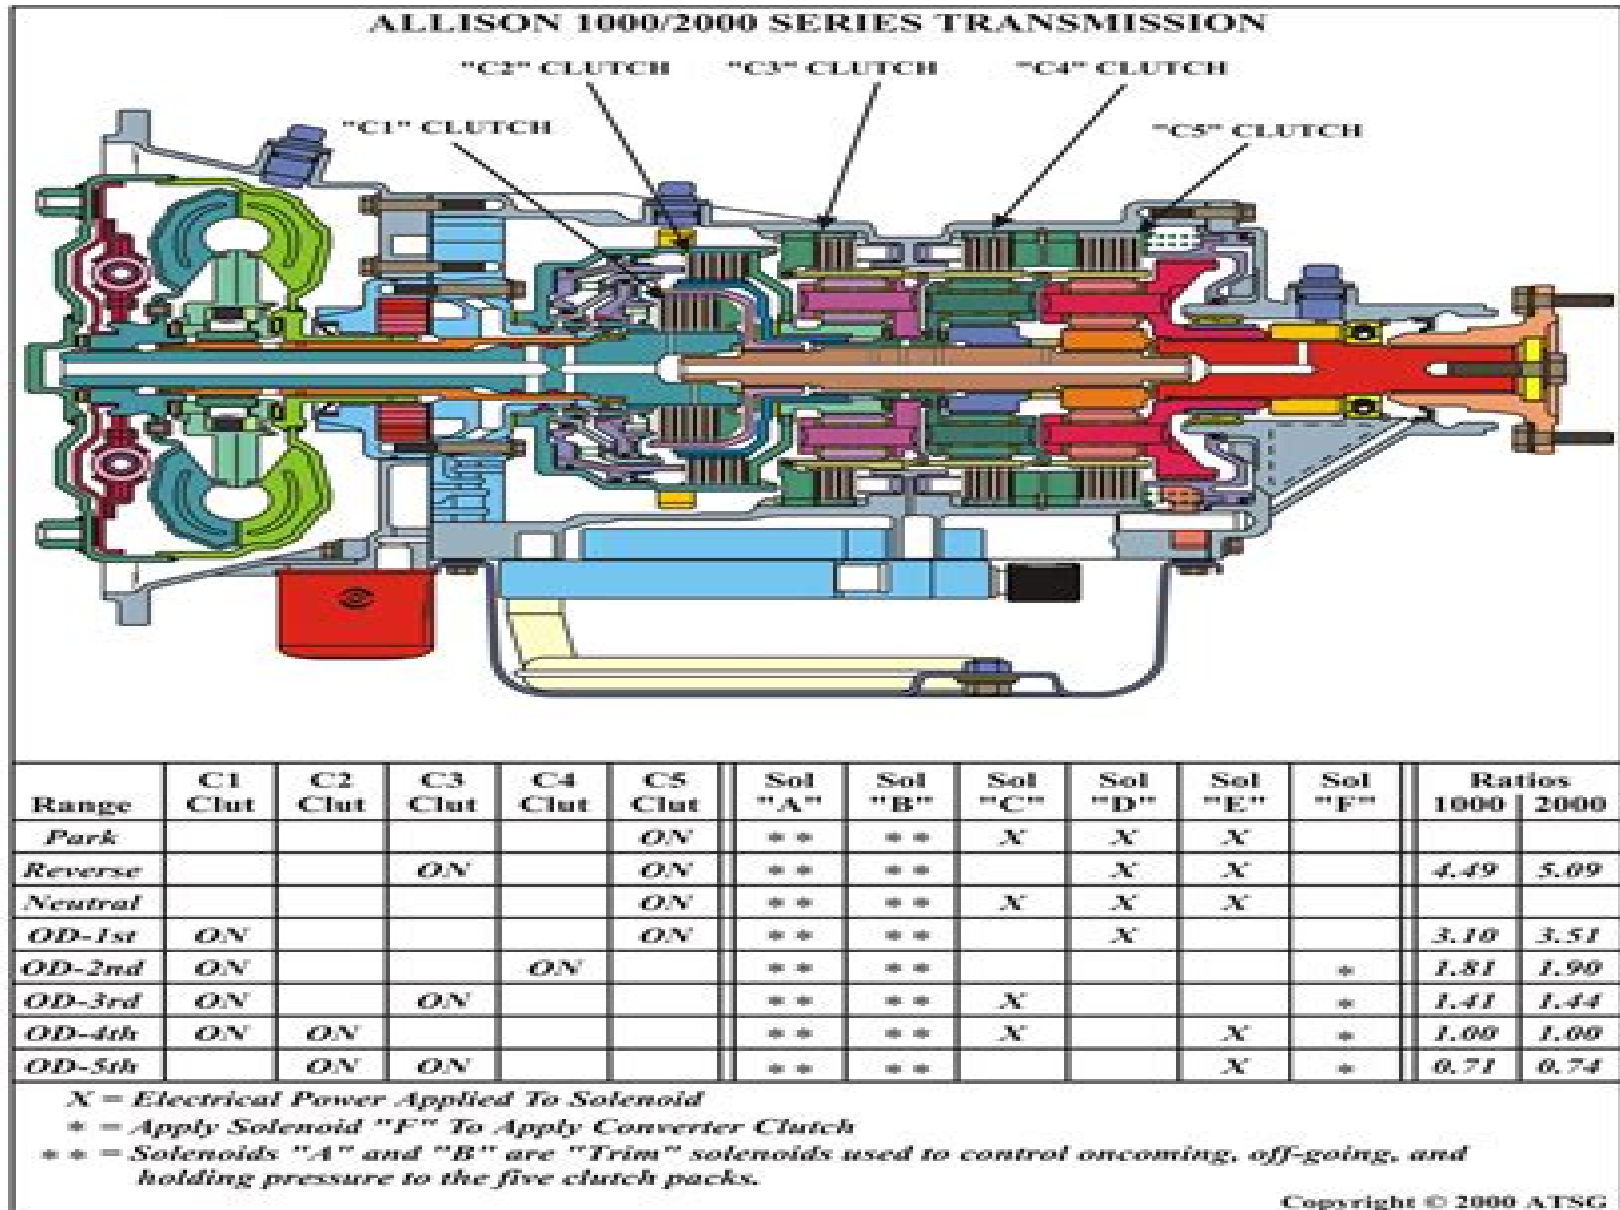 ALLISON 1000/2000 SERIES TRANSMISSION
"C2" CLUTCH "C3" CLUTCH "C4" CLUTCH
"C1" CLUTCH "C5" CLUTCH
Range C1 Clut C2 Clut C3 Clut C4 Clut C5 Clut Sol "A" Sol "B" Sol "C" Sol "D" Sol "E" Sol "F" Ratios 1000 2000
Park ON ** ** X X X
Reverse ON ON ** ** X X 4.49 5.09
Neutral ON ** ** X X X
OD-1st ON ON ** ** X 3.10 3.51
OD-2nd ON ON ** ** * 1.81 1.90
OD-3rd ON ON ** ** X * 1.41 1.44
OD-4th ON ON ** ** X X * 1.00 1.00
OD-5th ON ON ** ** X * 0.71 0.74
X = Electrical Power Applied To Solenoid
* = Apply Solenoid "F" To Apply Converter Clutch
** = Solenoids "A" and "B" are "Trim" solenoids used to control oncoming, off-going, and
holding pressure to the five clutch packs.
Copyright © 2000 ATSG